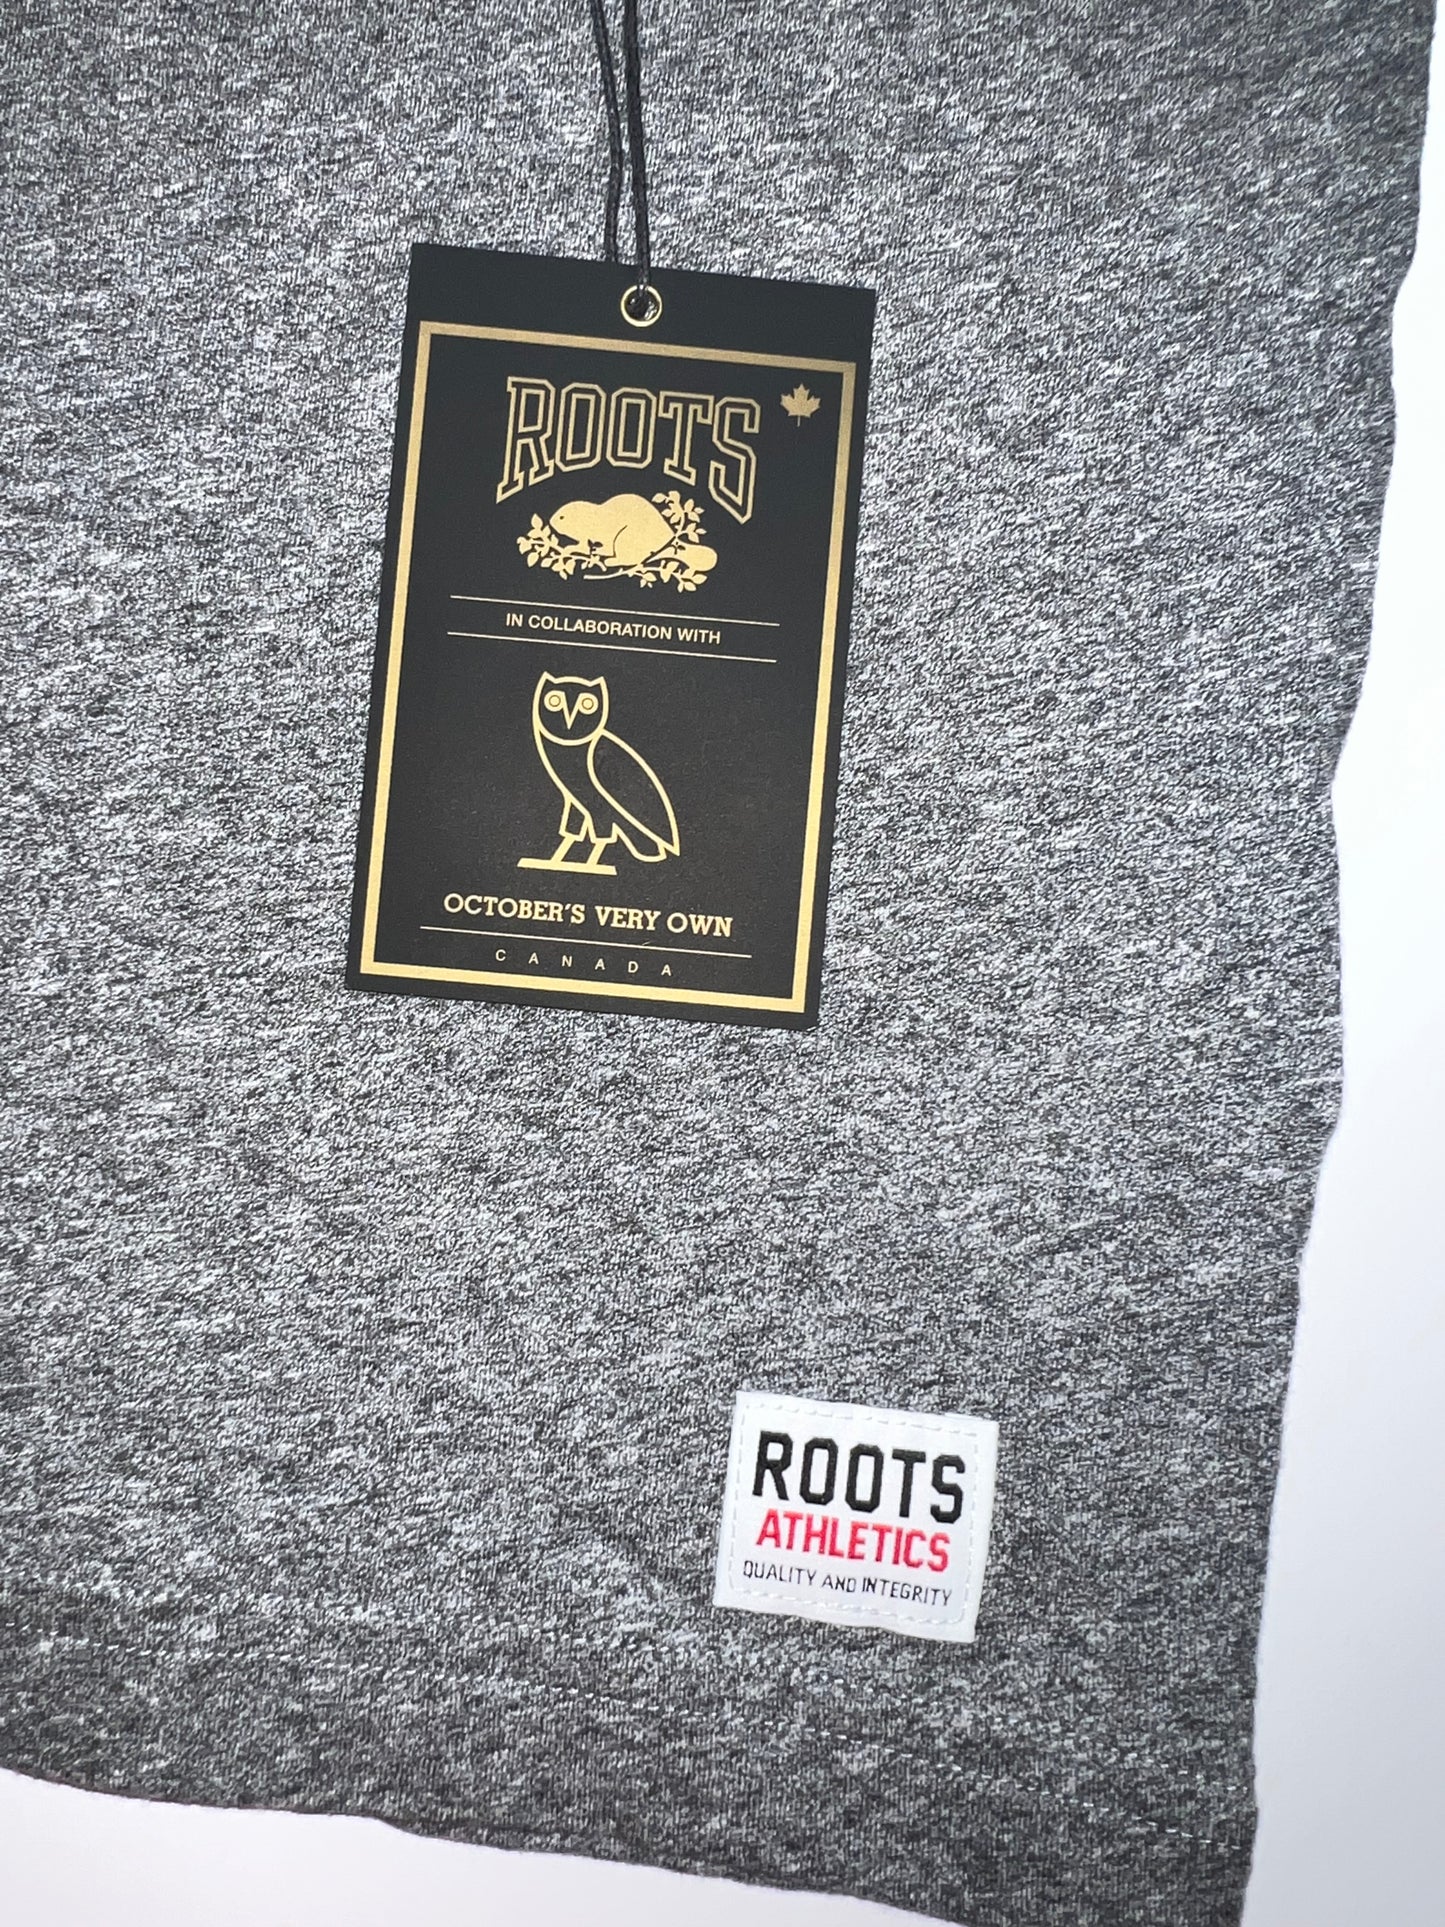 ROOTS
IN COLLABORATION WITH
OCTOBER'S VERY OWN
CANADA
ROOTS
ATHLETICS
QUALITY AND INTEGRITY